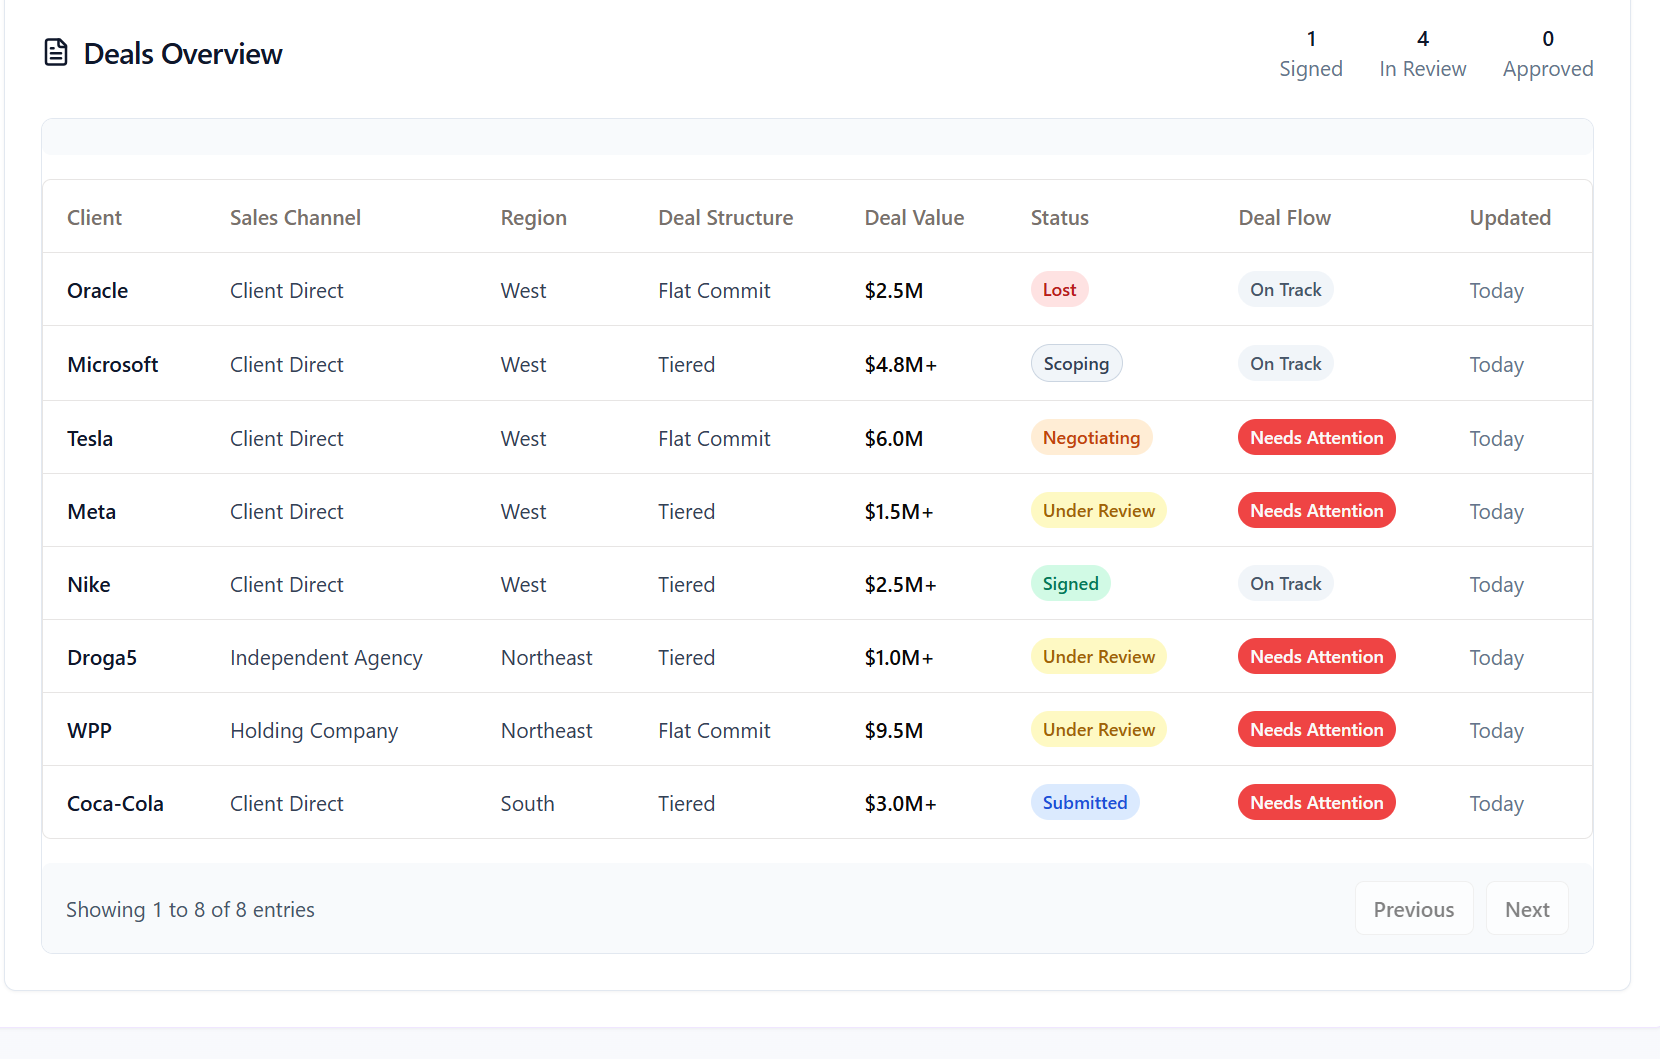 Deals Overview
1 4 0
Signed In Review Approved
Client Sales Channel Region Deal Structure Deal Value Status Deal Flow Updated
Oracle Client Direct West Flat Commit $2.5M Lost On Track Today
Microsoft Client Direct West Tiered $4.8M+ Scoping On Track Today
Tesla Client Direct West Flat Commit $6.0M Negotiating Needs Attention Today
Meta Client Direct West Tiered $1.5M+ Under Review Needs Attention Today
Nike Client Direct West Tiered $2.5M+ Signed On Track Today
Droga5 Independent Agency Northeast Tiered $1.0M+ Under Review Needs Attention Today
WPP Holding Company Northeast Flat Commit $9.5M Under Review Needs Attention Today
Coca-Cola Client Direct South Tiered $3.0M+ Submitted Needs Attention Today
Showing 1 to 8 of 8 entries Previous Next